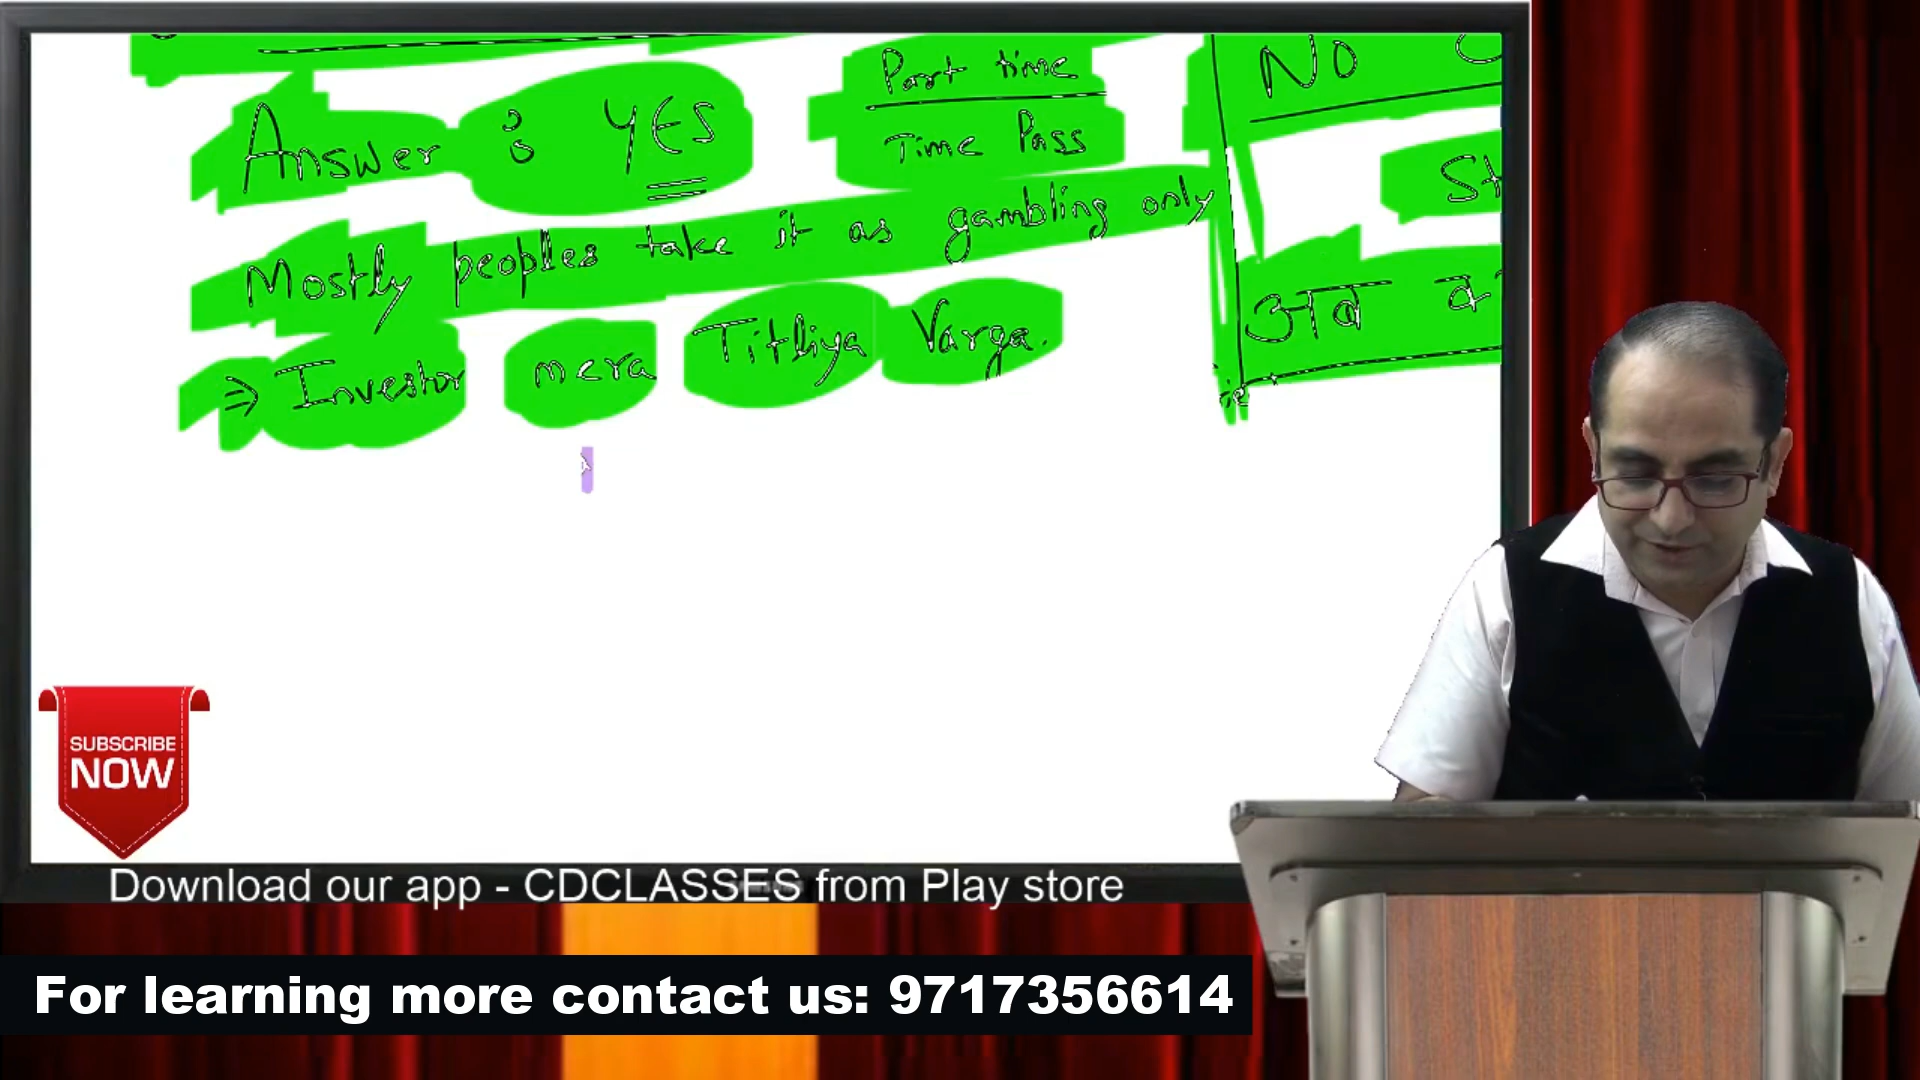 Part time
No
Answer : YES
Time Pass
Mostly peoples take it as gambling only
St
⇒ Investor mera Titliya Varga.
अब
SUBSCRIBE
NOW
Download our app - CDCLASSES from Play store
For learning more contact us: 9717356614